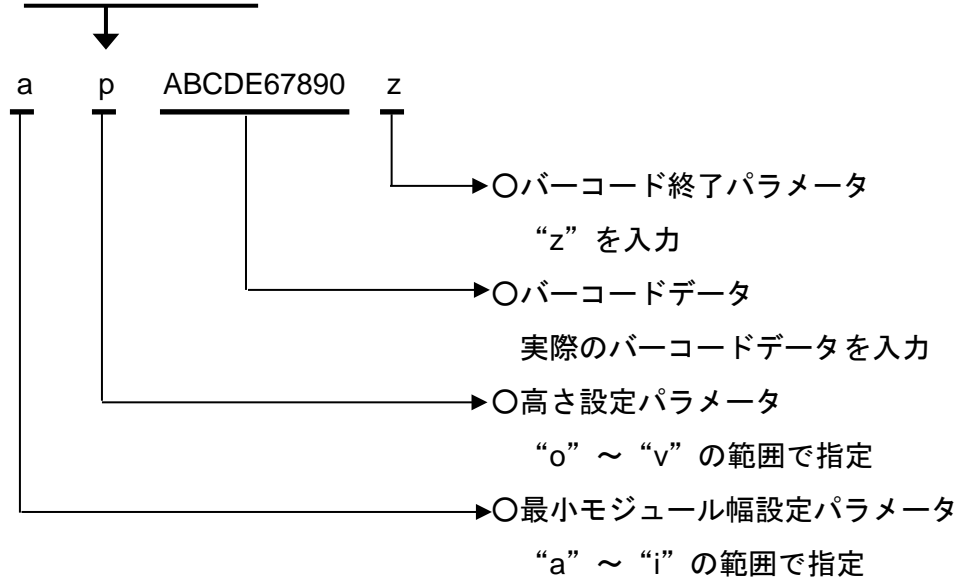 a p ABCDE67890 z
○バーコード終了パラメータ
“z”を入力
○バーコードデータ
実際のバーコードデータを入力
○高さ設定パラメータ
“o”～“v”の範囲で指定
○最小モジュール幅設定パラメータ
“a”～“i”の範囲で指定